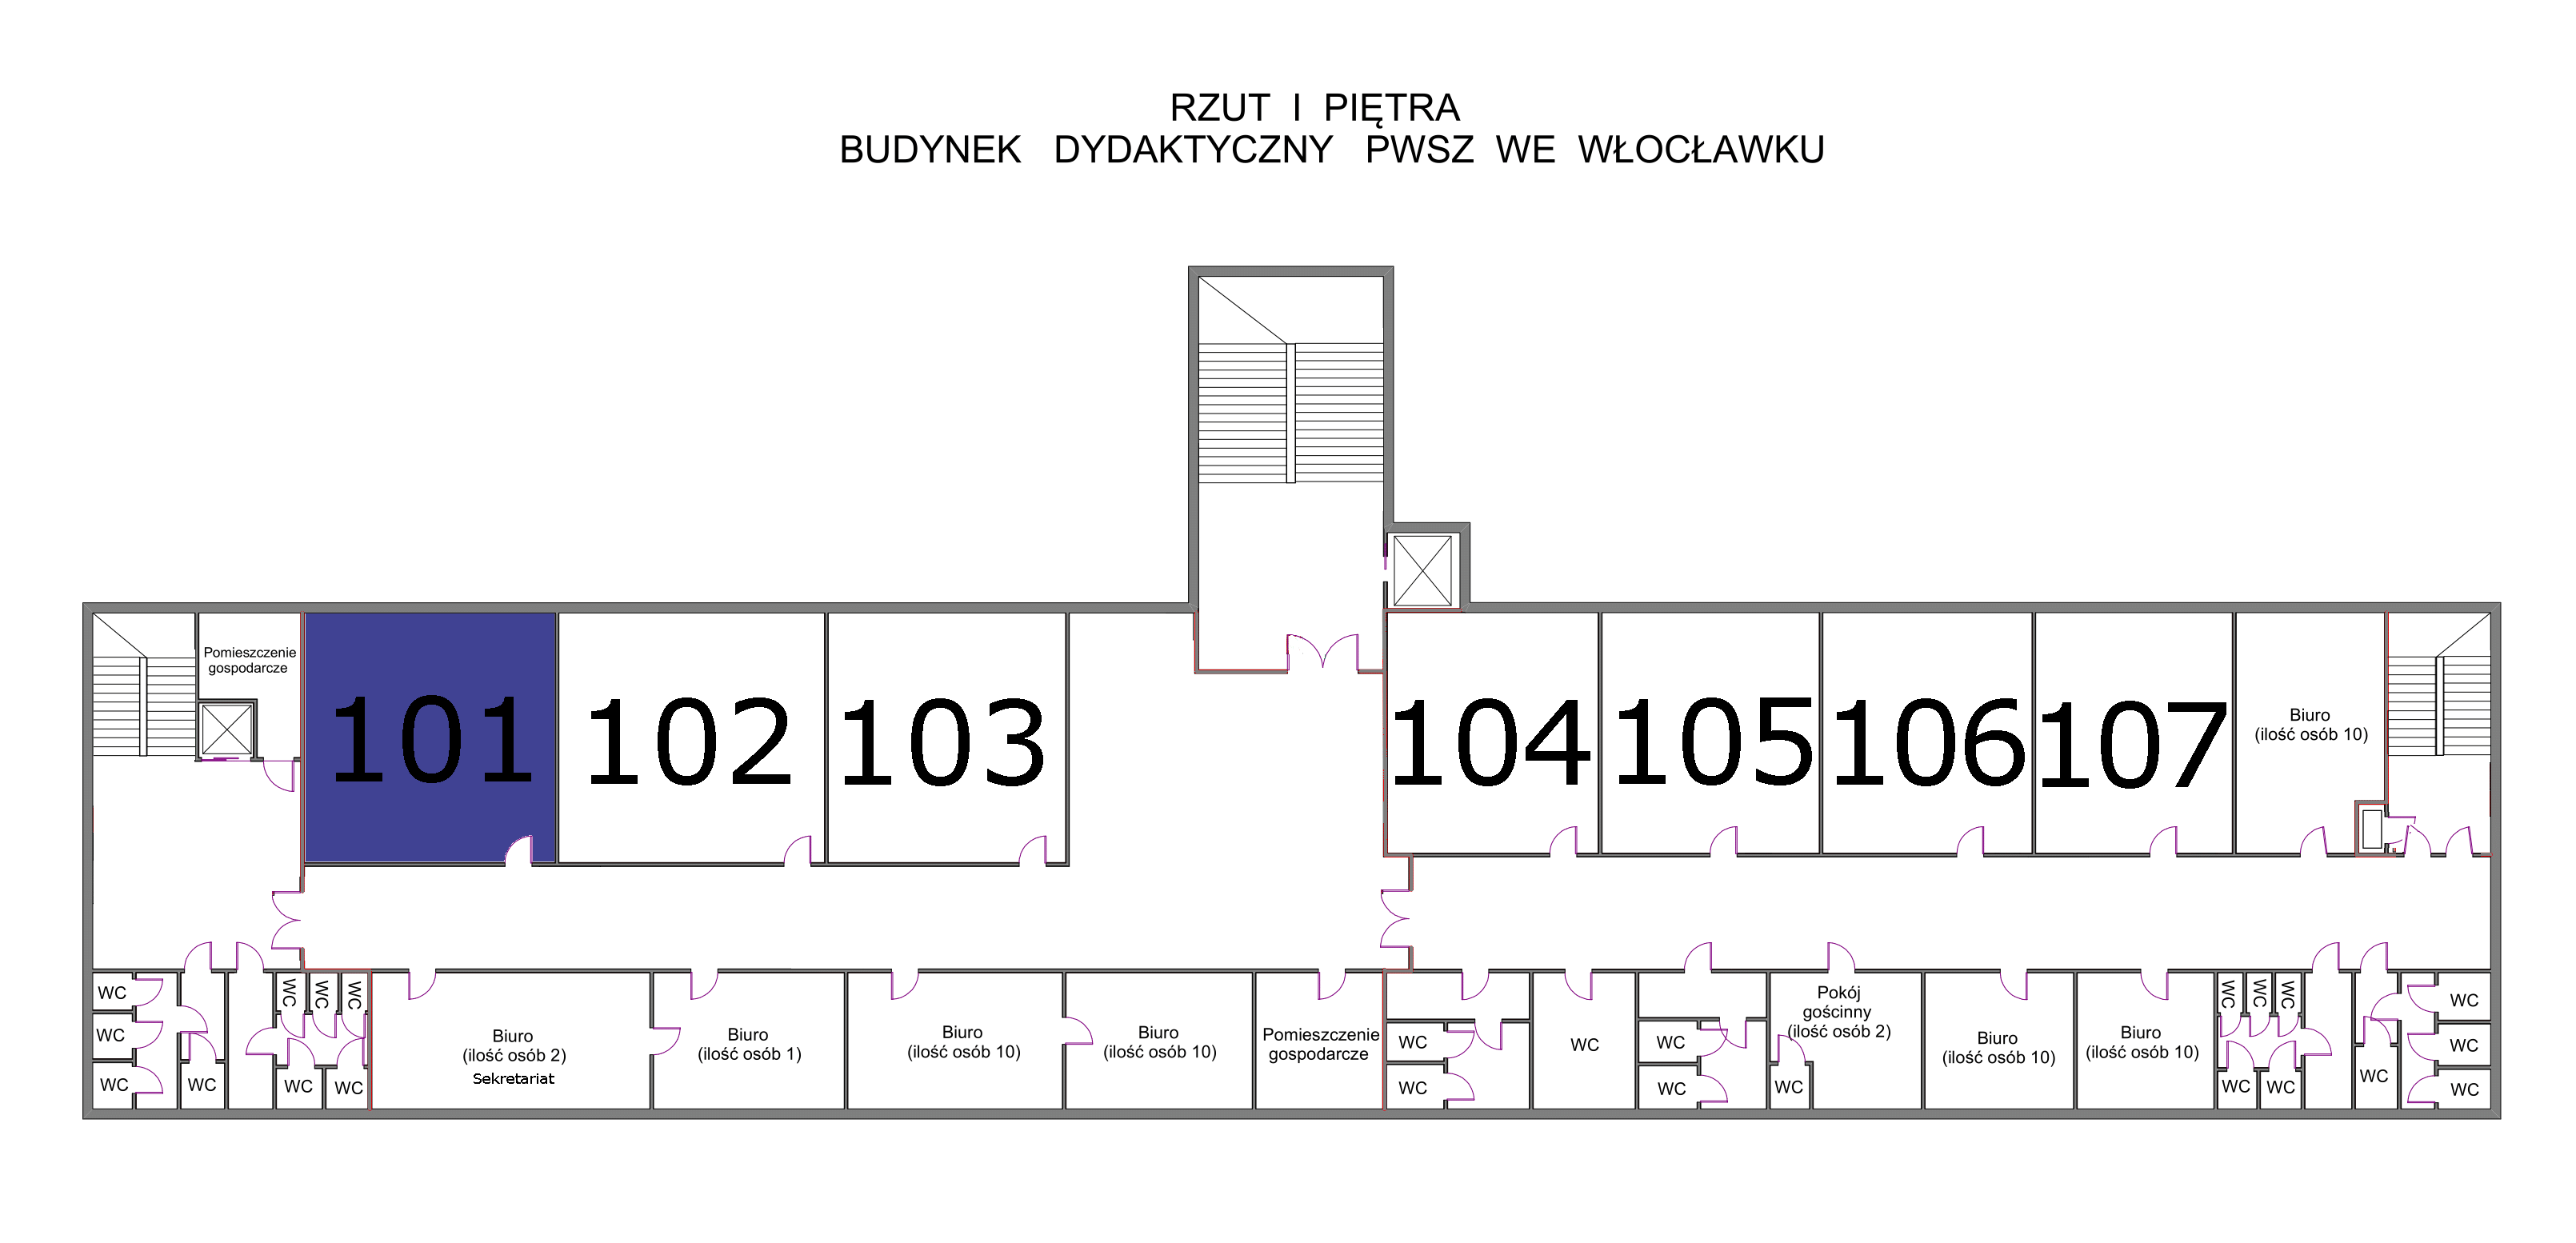 RZUT I PIĘTRA
BUDYNEK DYDAKTYCZNY PWSZ WE WŁOCŁAWKU
Pomieszczenie
gospodarcze
101
102
103
104
105
106
107
Biuro
(ilość osób 10)
WC
WC
WC
WC
WC
WC
WC
WC
WC
Biuro
(ilość osób 2)
Sekretariat
Biuro
(ilość osób 1)
Biuro
(ilość osób 10)
Biuro
(ilość osób 10)
Pomieszczenie
gospodarcze
WC
WC
WC
WC
WC
Pokój
gościnny
(ilość osób 2)
WC
Biuro
(ilość osób 10)
Biuro
(ilość osób 10)
WC
WC
WC
WC
WC
WC
WC
WC
WC